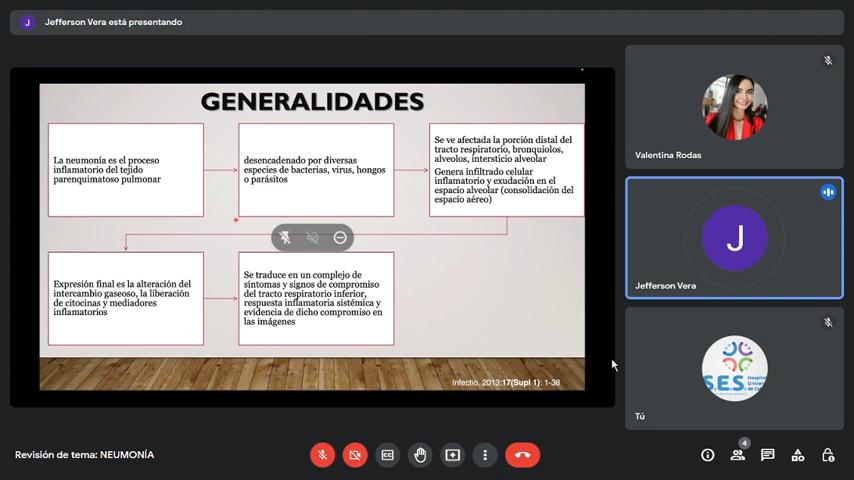 J
Jefferson Vera está presentando
GENERALIDADES
La neumonía es el proceso
inflamatorio del tejido
parenquimatoso pulmonar
desencadenado por diversas
especies de bacterias, virus, hongos
o parásitos
Se ve afectada la porción distal del
tracto respiratorio, bronquiolos,
alveolos, intersticio alveolar
Genera infiltrado celular
inflamatorio y exudación en el
espacio alveolar (consolidación del
espacio aéreo)
Expresión final es la alteración del
intercambio gaseoso, la liberación
de citocinas y mediadores
inflamatorios
Se traduce en un complejo de
síntomas y signos de compromiso
del tracto respiratorio inferior,
respuesta inflamatoria sistémica y
evidencia de dicho compromiso en
las imágenes
Infectio. 2013;17(Supl 1): 1-38
Valentina Rodas
J
Jefferson Vera
SES
Hospital
Univers
de Cal
Tú
Revisión de tema: NEUMONÍA
CC
4